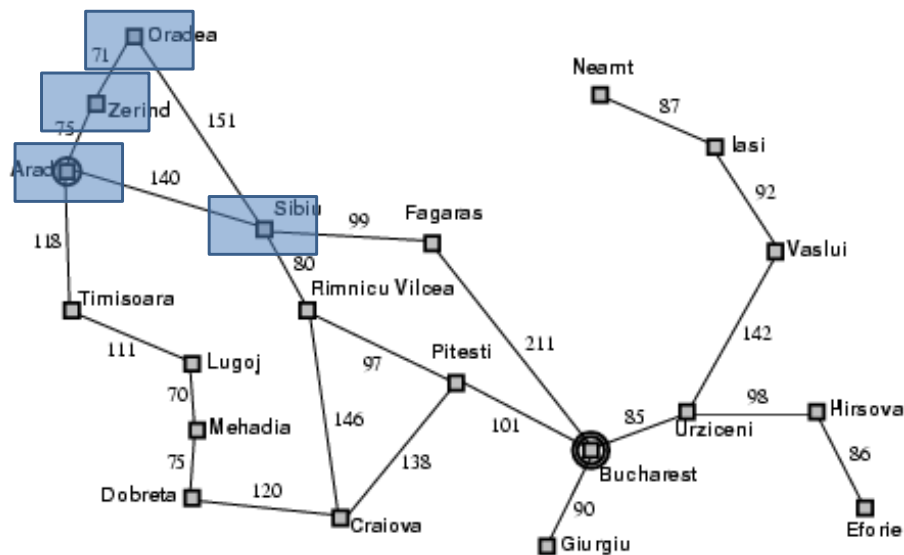 Oradea
71
Neamt
87
Zerind
151
75
Iasi
Arad
140
92
Sibiu
99
Fagaras
118
80
Vaslui
Timisoara
Rimnicu Vilcea
142
111
Lugoj
97
Pitesti
211
70
98
Hirsova
Mehadia
146
101
85
Urziceni
75
138
86
Bucharest
Dobreta
120
90
Craiova
Eforie
Giurgiu